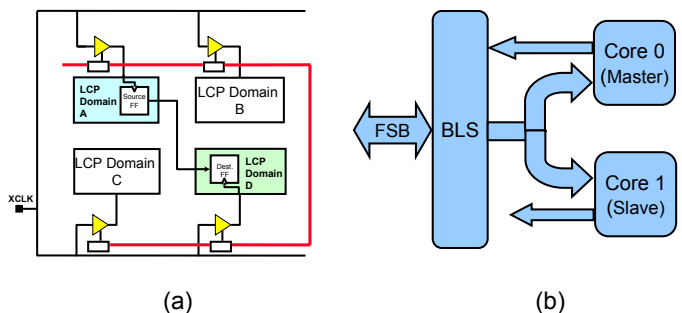 LCP
Domain
A
Source
FF
LCP Domain
B
LCP Domain
C
Dest.
FF
LCP
Domain
D
XCLK
(a)
FSB
BLS
Core 0
(Master)
Core 1
(Slave)
(b)